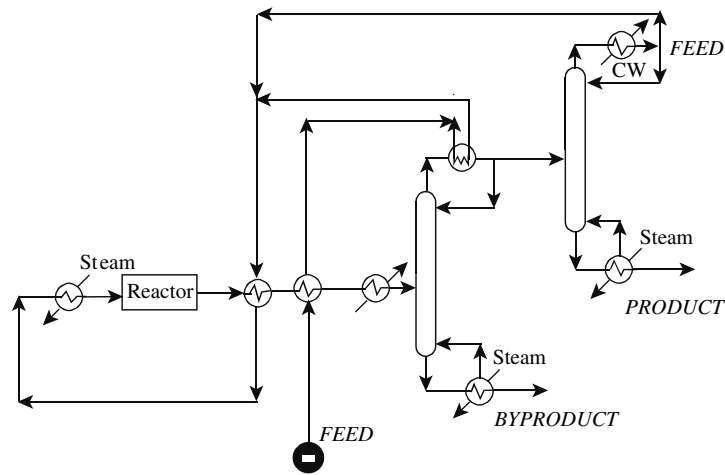 FEED
CW
Steam
Steam
Reactor
PRODUCT
Steam
BYPRODUCT
FEED